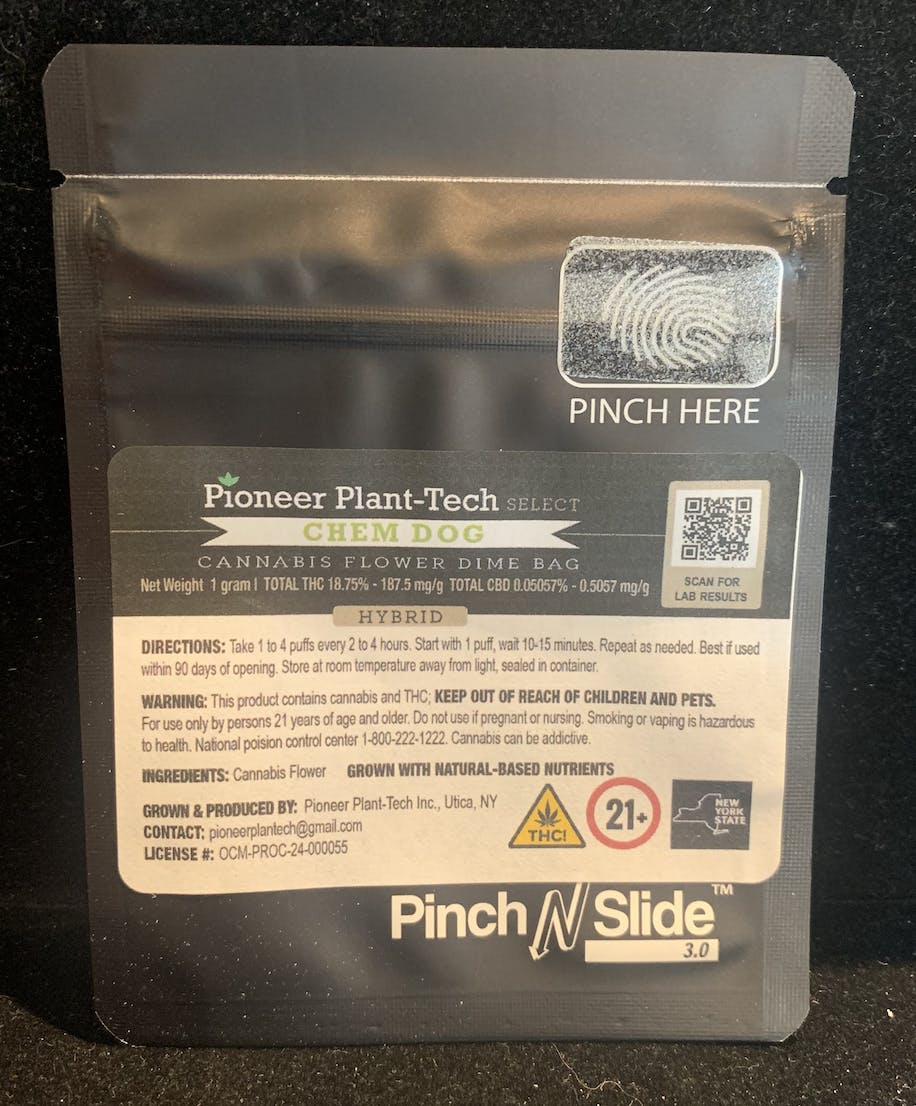 PINCH HERE
Pioneer Plant-Tech SELECT
CHEM DOG
CANNABIS FLOWER DIME BAG
Net Weight 1 gram | TOTAL THC 18.75% - 187.5 mg/g TOTAL CBD 0.05057% - 0.5057 mg/g
SCAN FOR
LAB RESULTS
HYBRID
DIRECTIONS: Take 1 to 4 puffs every 2 to 4 hours. Start with 1 puff, wait 10-15 minutes. Repeat as needed. Best if used
within 90 days of opening. Store at room temperature away from light, sealed in container.
WARNING: This product contains cannabis and THC; KEEP OUT OF REACH OF CHILDREN AND PETS.
For use only by persons 21 years of age and older. Do not use if pregnant or nursing. Smoking or vaping is hazardous
to health. National poision control center 1-800-222-1222. Cannabis can be addictive.
INGREDIENTS: Cannabis Flower GROWN WITH NATURAL-BASED NUTRIENTS
GROWN & PRODUCED BY: Pioneer Plant-Tech Inc., Utica, NY
CONTACT: pioneerplantech@gmail.com
LICENSE #: OCM-PROC-24-000055
THC!
21+
NEW
YORK
STATE
Pinch N Slide™
3.0